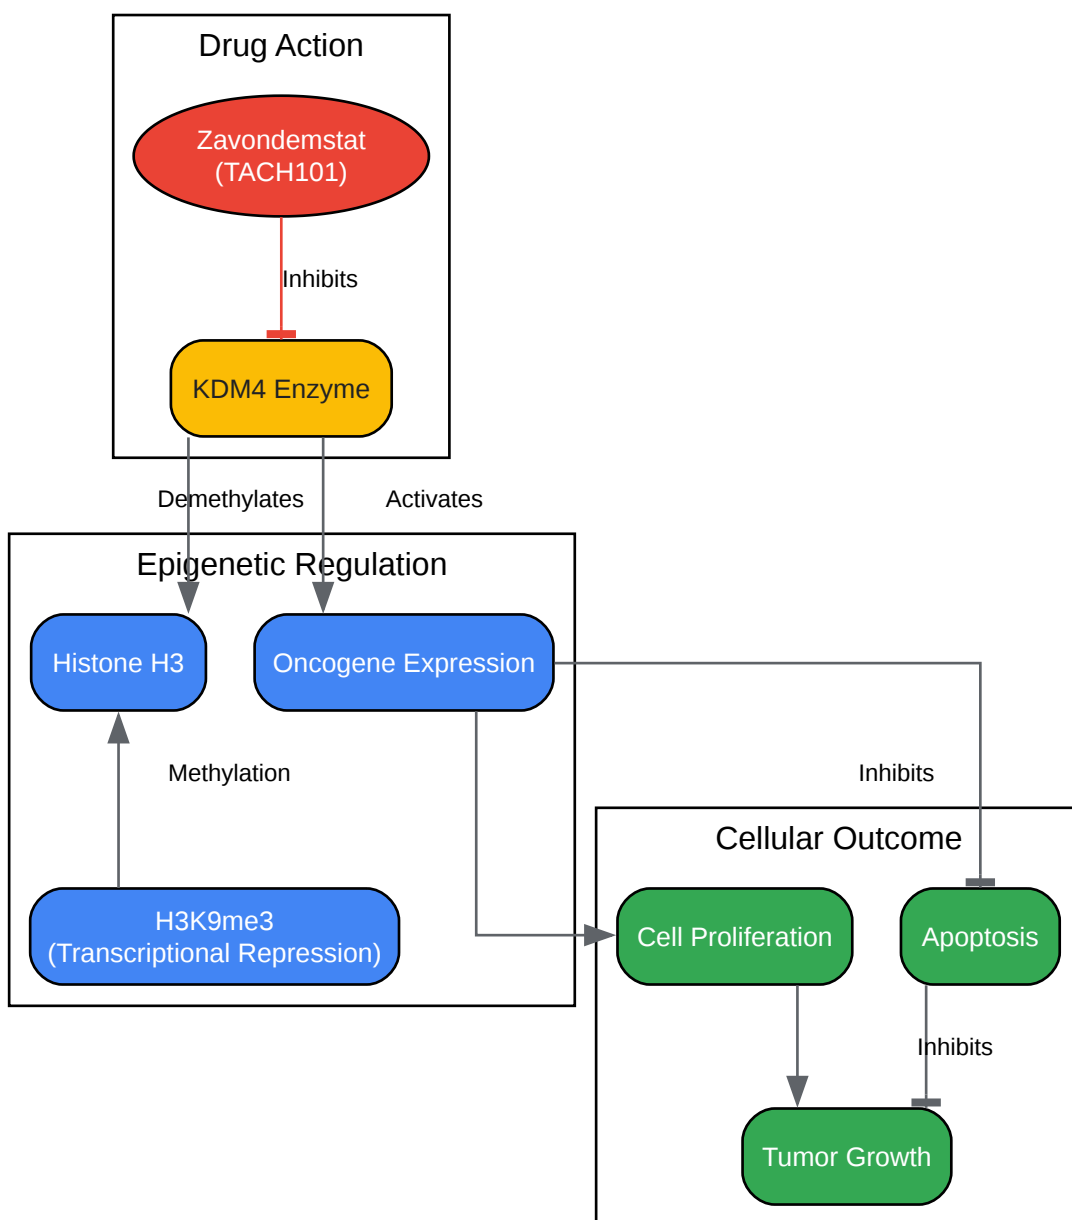 Drug Action
Zavondemstat
(TACH101)
Inhibits
KDM4 Enzyme
Demethylates
Activates
Epigenetic Regulation
Histone H3
Oncogene Expression
Methylation
Inhibits
Cellular Outcome
H3K9me3
(Transcriptional Repression)
Cell Proliferation
Apoptosis
Inhibits
Tumor Growth